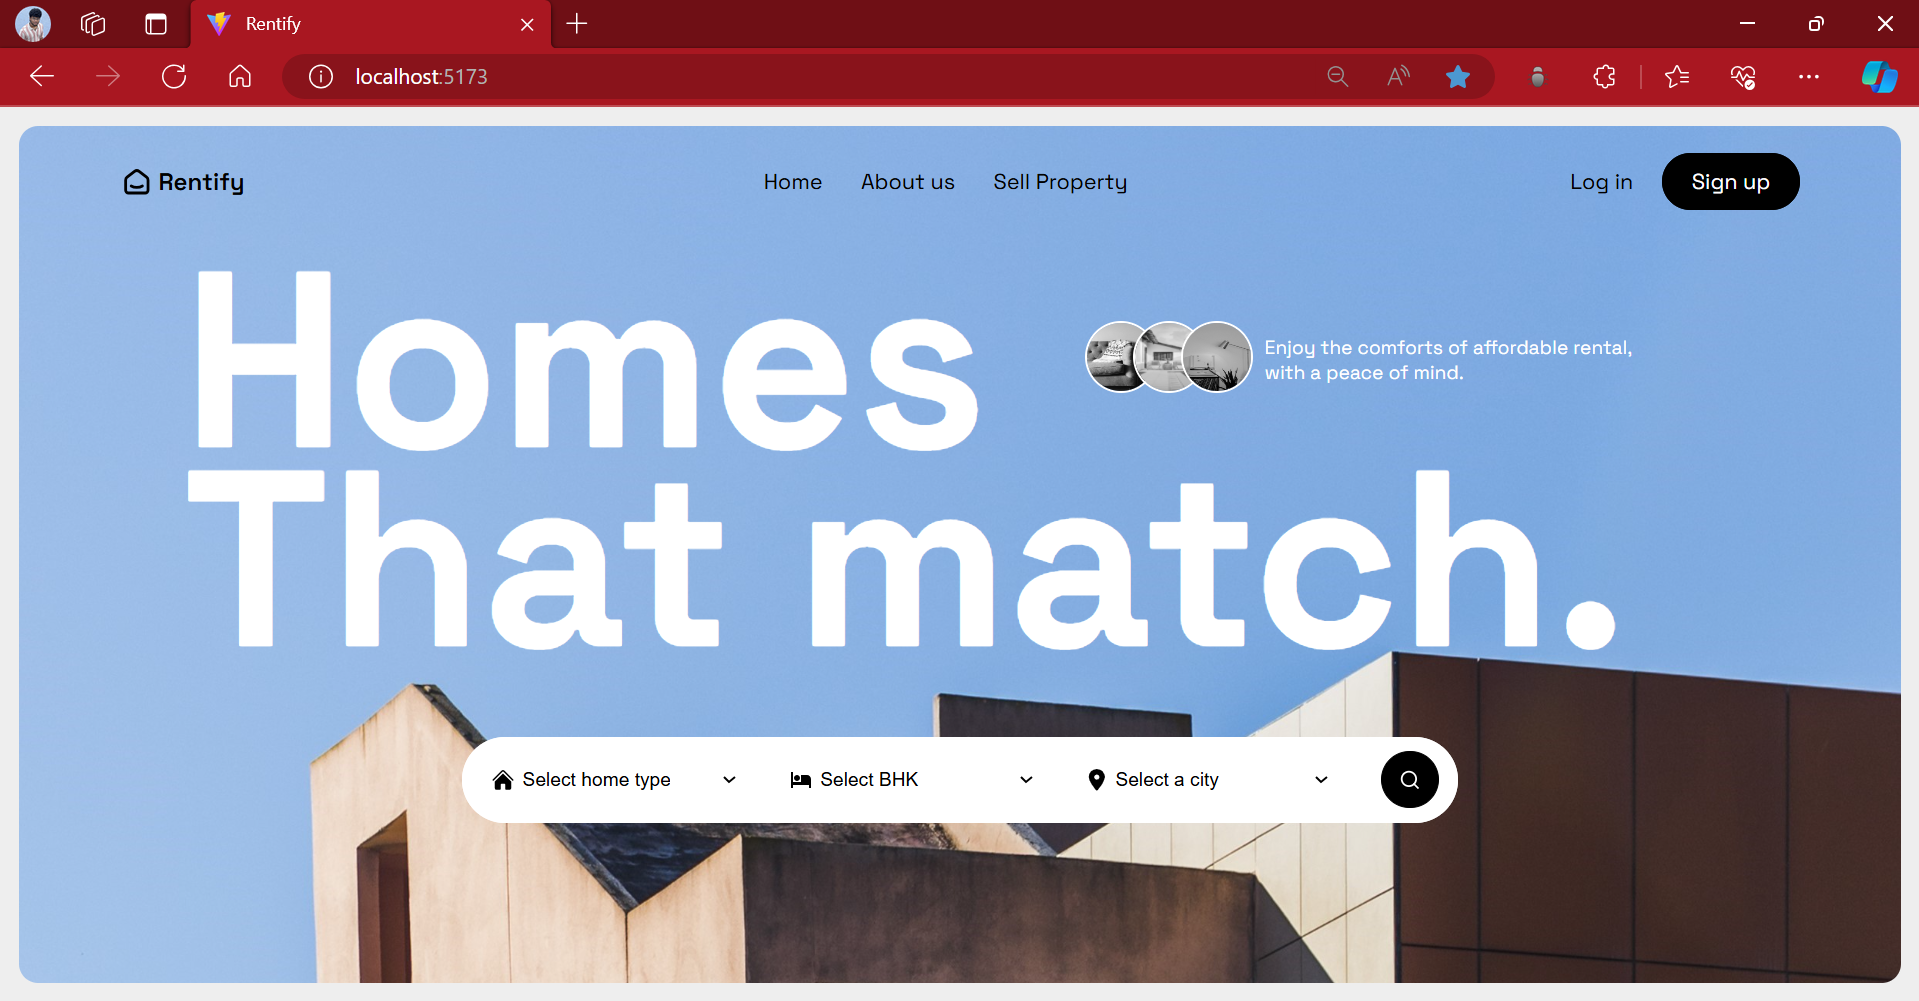 Rentify
localhost:5173
Rentify
Home About us Sell Property
Log in Sign up
Homes
Enjoy the comforts of affordable rental,
with a peace of mind.
That match.
Select home type Select BHK Select a city